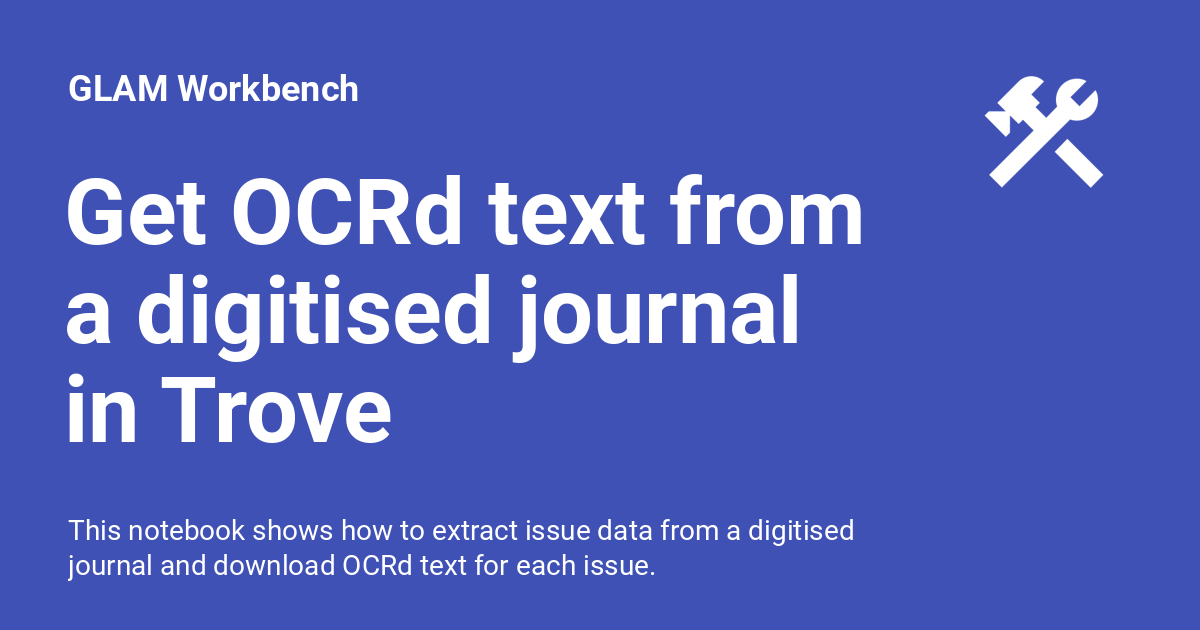 GLAM Workbench
Get OCRd text from
a digitised journal
in Trove
This notebook shows how to extract issue data from a digitised
journal and download OCRd text for each issue.